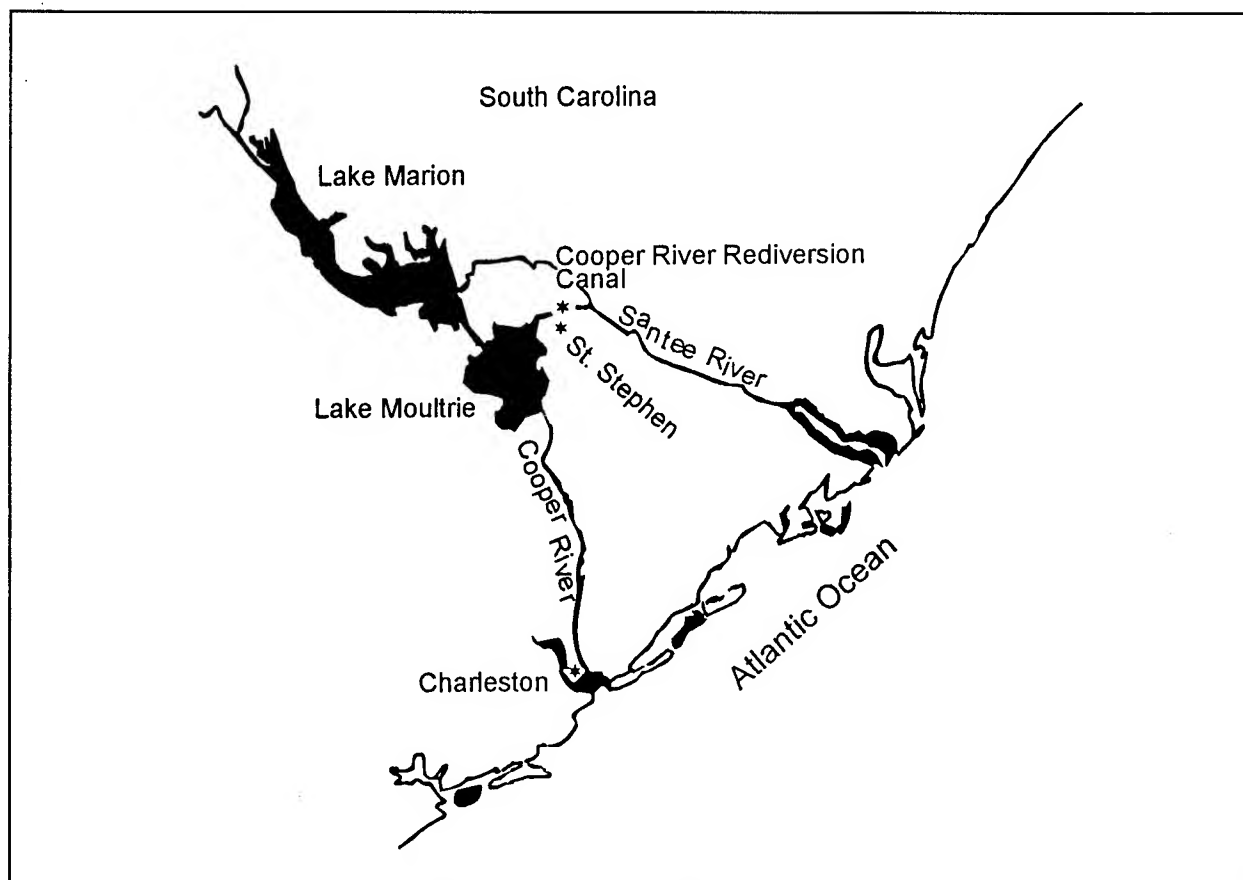 South Carolina
Lake Marion
Cooper River Rediversion
Canal
Santee River
St. Stephen
Lake Moultrie
Cooper River
Atlantic Ocean
Charleston